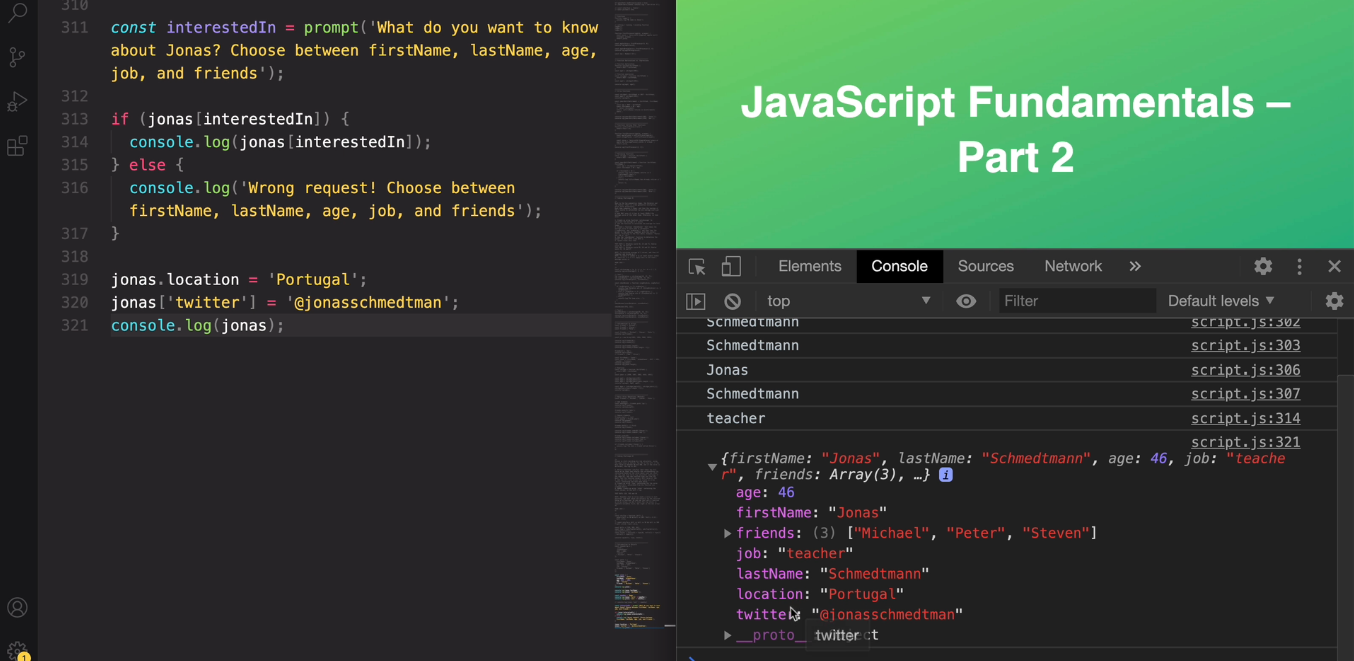 310
311 const interestedIn = prompt('What do you want to know
about Jonas? Choose between firstName, lastName, age,
job, and friends');
312
313 if (jonas[interestedIn]) {
314 console.log(jonas[interestedIn]);
315 } else {
316 console.log('Wrong request! Choose between
firstName, lastName, age, job, and friends');
317 }
318
319 jonas.location = 'Portugal';
320 jonas['twitter'] = '@jonasschmedtman';
321 console.log(jonas);
1
JavaScript Fundamentals –
Part 2
Elements Console Sources Network »
top Filter Default levels
Schmedtmann script.js:302
Schmedtmann script.js:303
Jonas script.js:306
Schmedtmann script.js:307
teacher script.js:314
script.js:321
{firstName: "Jonas", lastName: "Schmedtmann", age: 46, job: "teache
r", friends: Array(3), …} i
age: 46
firstName: "Jonas"
friends: (3) ["Michael", "Peter", "Steven"]
job: "teacher"
lastName: "Schmedtmann"
location: "Portugal"
twitter: "@jonasschmedtman"
__proto__
twitter